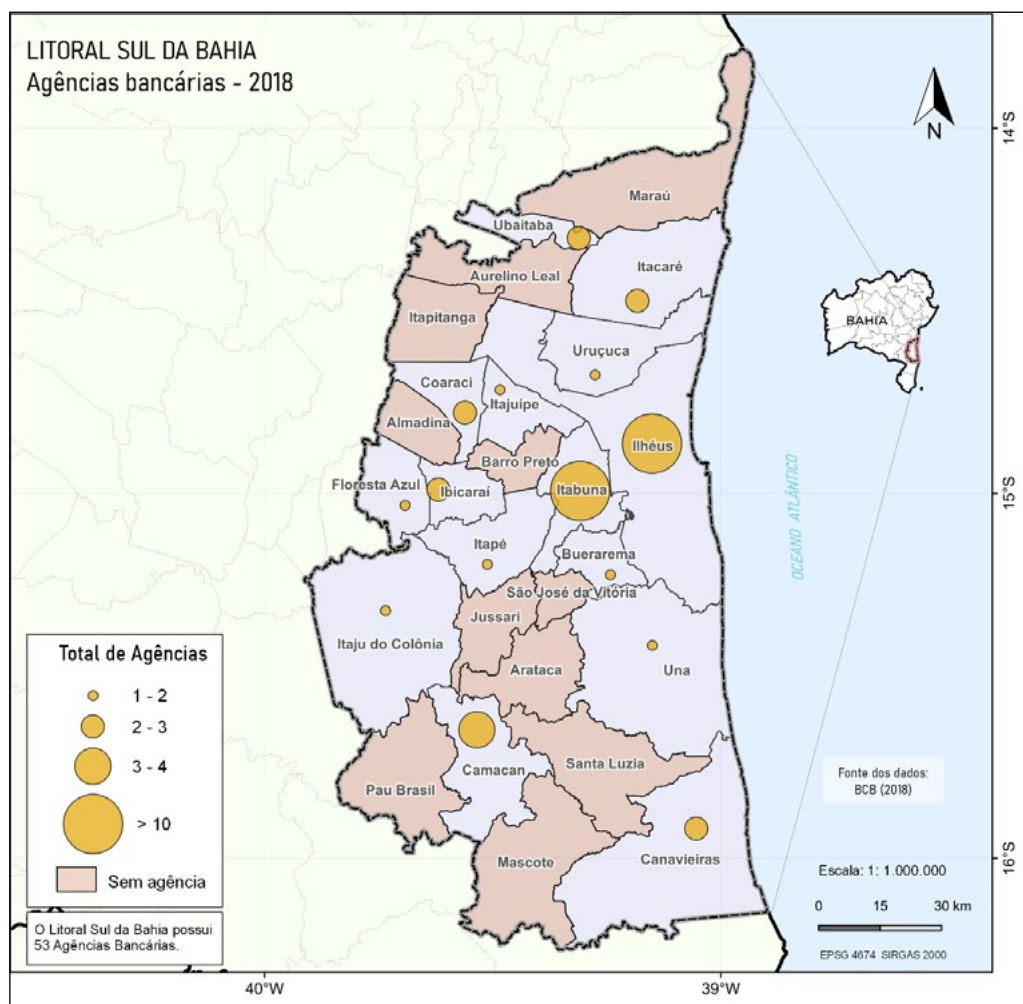 LITORAL SUL DA BAHIA
Agências bancárias - 2018
N
14°S
Maraú
Ubaitaba
Itacaré
Aurelino Leal
Itapitanga
BAHIA
Uruçuca
Coaraci
Itajuípe
Almadina
Ilhéus
Barro Preto
Floresta Azul
Ibicaraí
Itabuna
15°S
OCEANO ATLÂNTICO
Itapé
Buerarema
São José da Vitória
Jussari
Itaju do Colônia
Arataca
Una
Total de Agências
1 - 2
2 - 3
3 - 4
> 10
Sem agência
Camacan
Santa Luzia
Pau Brasil
Mascote
Canavieiras
Fonte dos dados:
BCB (2018)
16°S
Escala: 1: 1.000.000
0 15 30 km
EPSG 4674 SIRGAS 2000
O Litoral Sul da Bahia possui
53 Agências Bancárias.
40°W
39°W